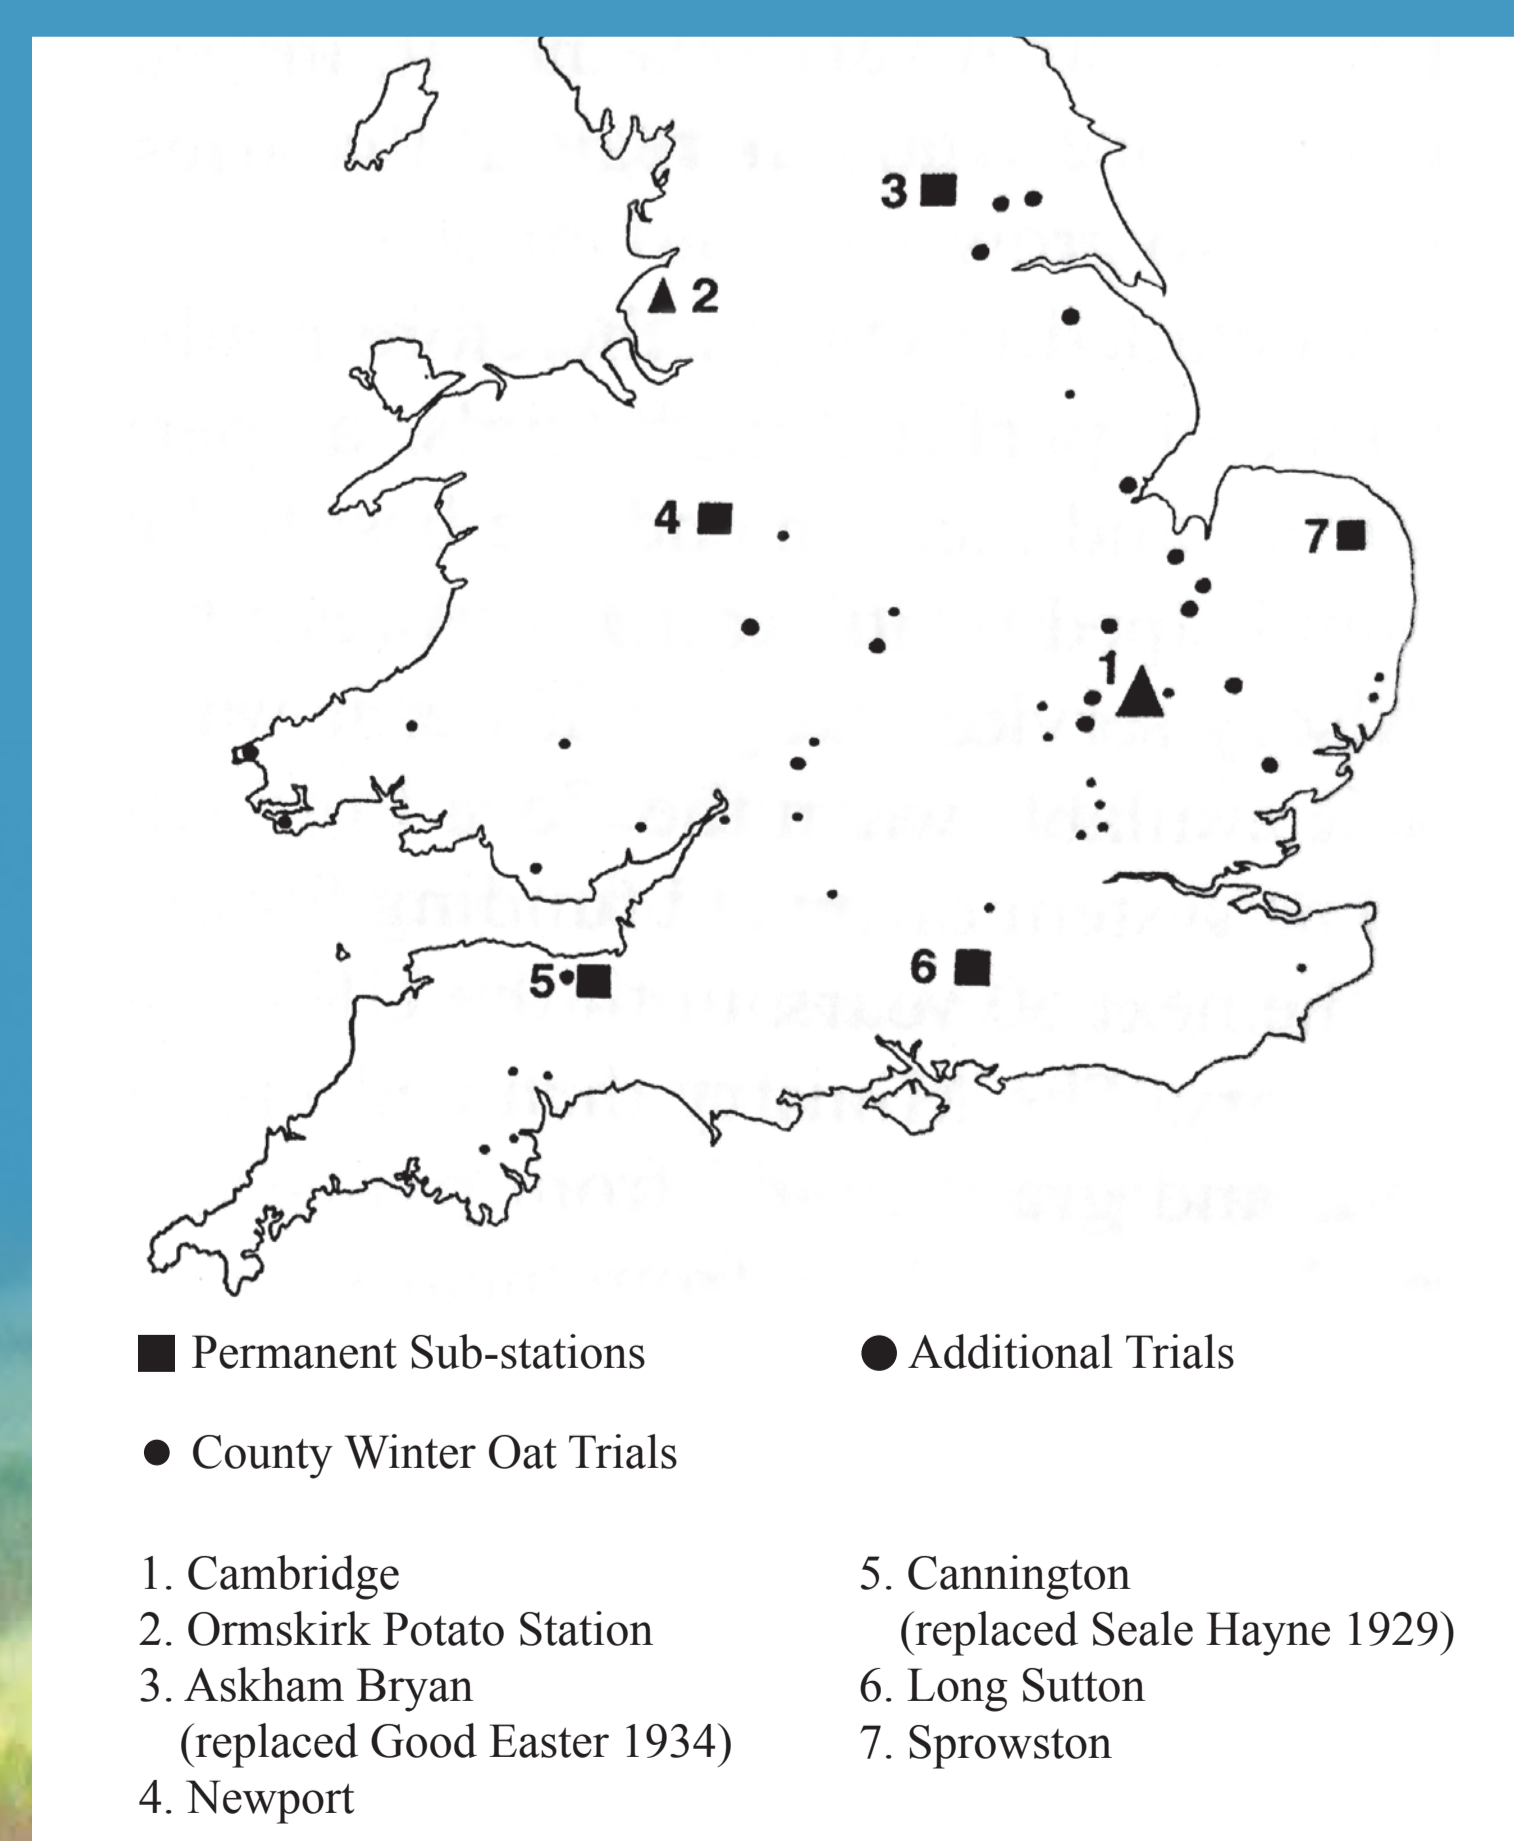 3
2
4
7
1
5
6
Permanent Sub-stations
Additional Trials
County Winter Oat Trials
1. Cambridge
2. Ormskirk Potato Station
3. Askham Bryan
(replaced Good Easter 1934)
4. Newport
5. Cannington
(replaced Seale Hayne 1929)
6. Long Sutton
7. Sprowston